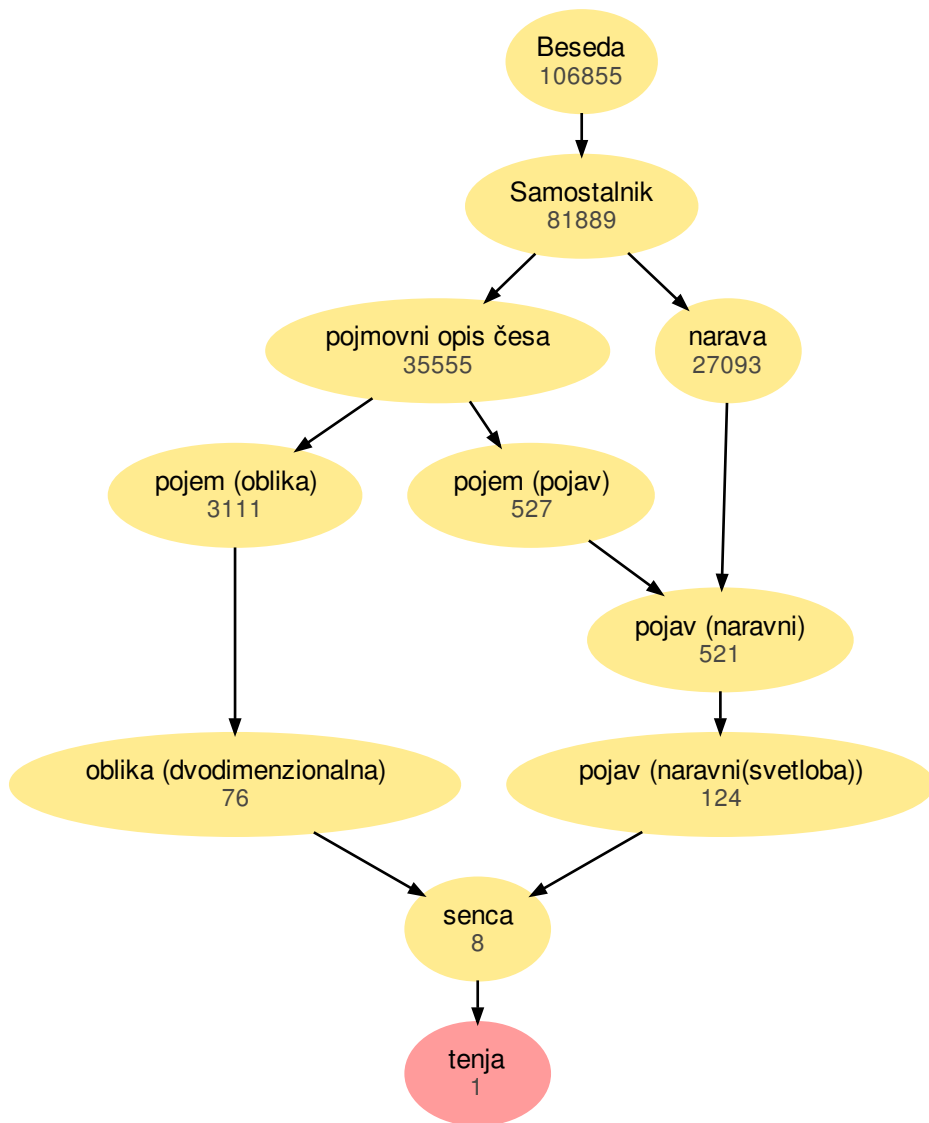 Beseda
106855
Samostalnik
81889
pojmovni opis česa
35555
narava
27093
pojem (oblika)
3111
pojem (pojav)
527
pojav (naravni)
521
oblika (dvodimenzionalna)
76
pojav (naravni(svetloba))
124
senca
8
tenja
1